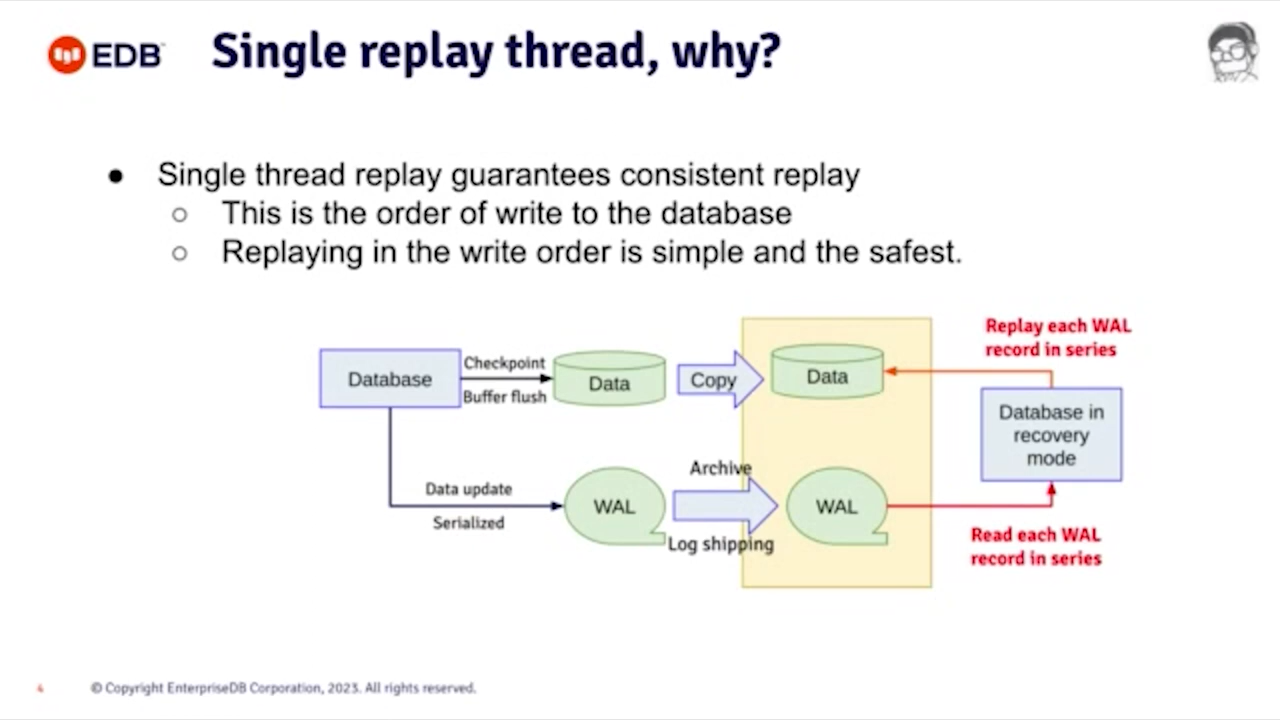 EDB
Single replay thread, why?
● Single thread replay guarantees consistent replay
○ This is the order of write to the database
○ Replaying in the write order is simple and the safest.
Database
Checkpoint
Buffer flush
Data
Copy
Data
Replay each WAL
record in series
Database in
recovery
mode
Data update
Serialized
WAL
Archive
Log shipping
WAL
Read each WAL
record in series
4
© Copyright EnterpriseDB Corporation, 2023. All rights reserved.